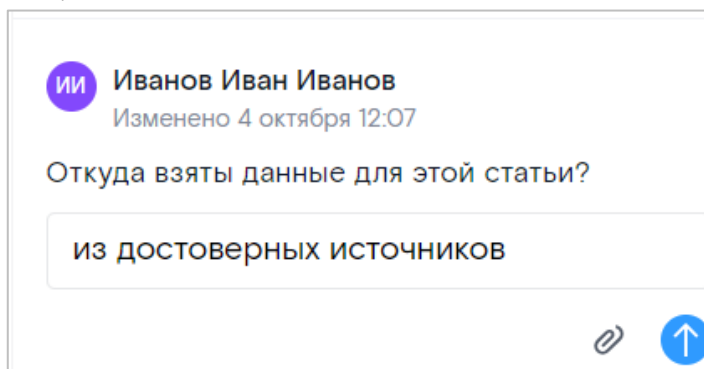 ИИ
Иванов Иван Иванов
Изменено 4 октября 12:07
Откуда взяты данные для этой статьи?
из достоверных источников